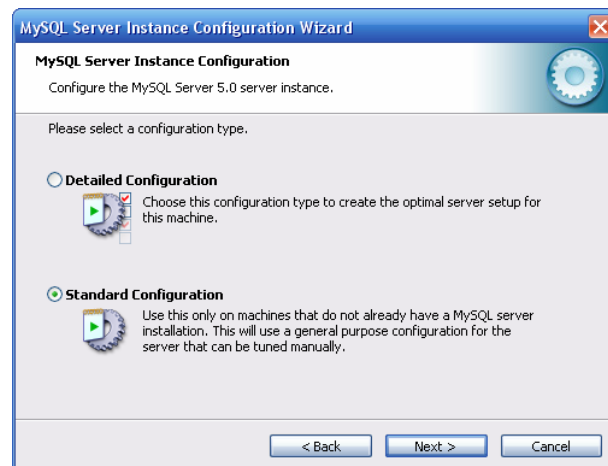 MySQL Server Instance Configuration Wizard
MySQL Server Instance Configuration
Configure the MySQL Server 5.0 server instance.
Please select a configuration type.
Detailed Configuration
Choose this configuration type to create the optimal server setup for
this machine.
Standard Configuration
Use this only on machines that do not already have a MySQL server
installation. This will use a general purpose configuration for the
server that can be tuned manually.
< Back Next > Cancel